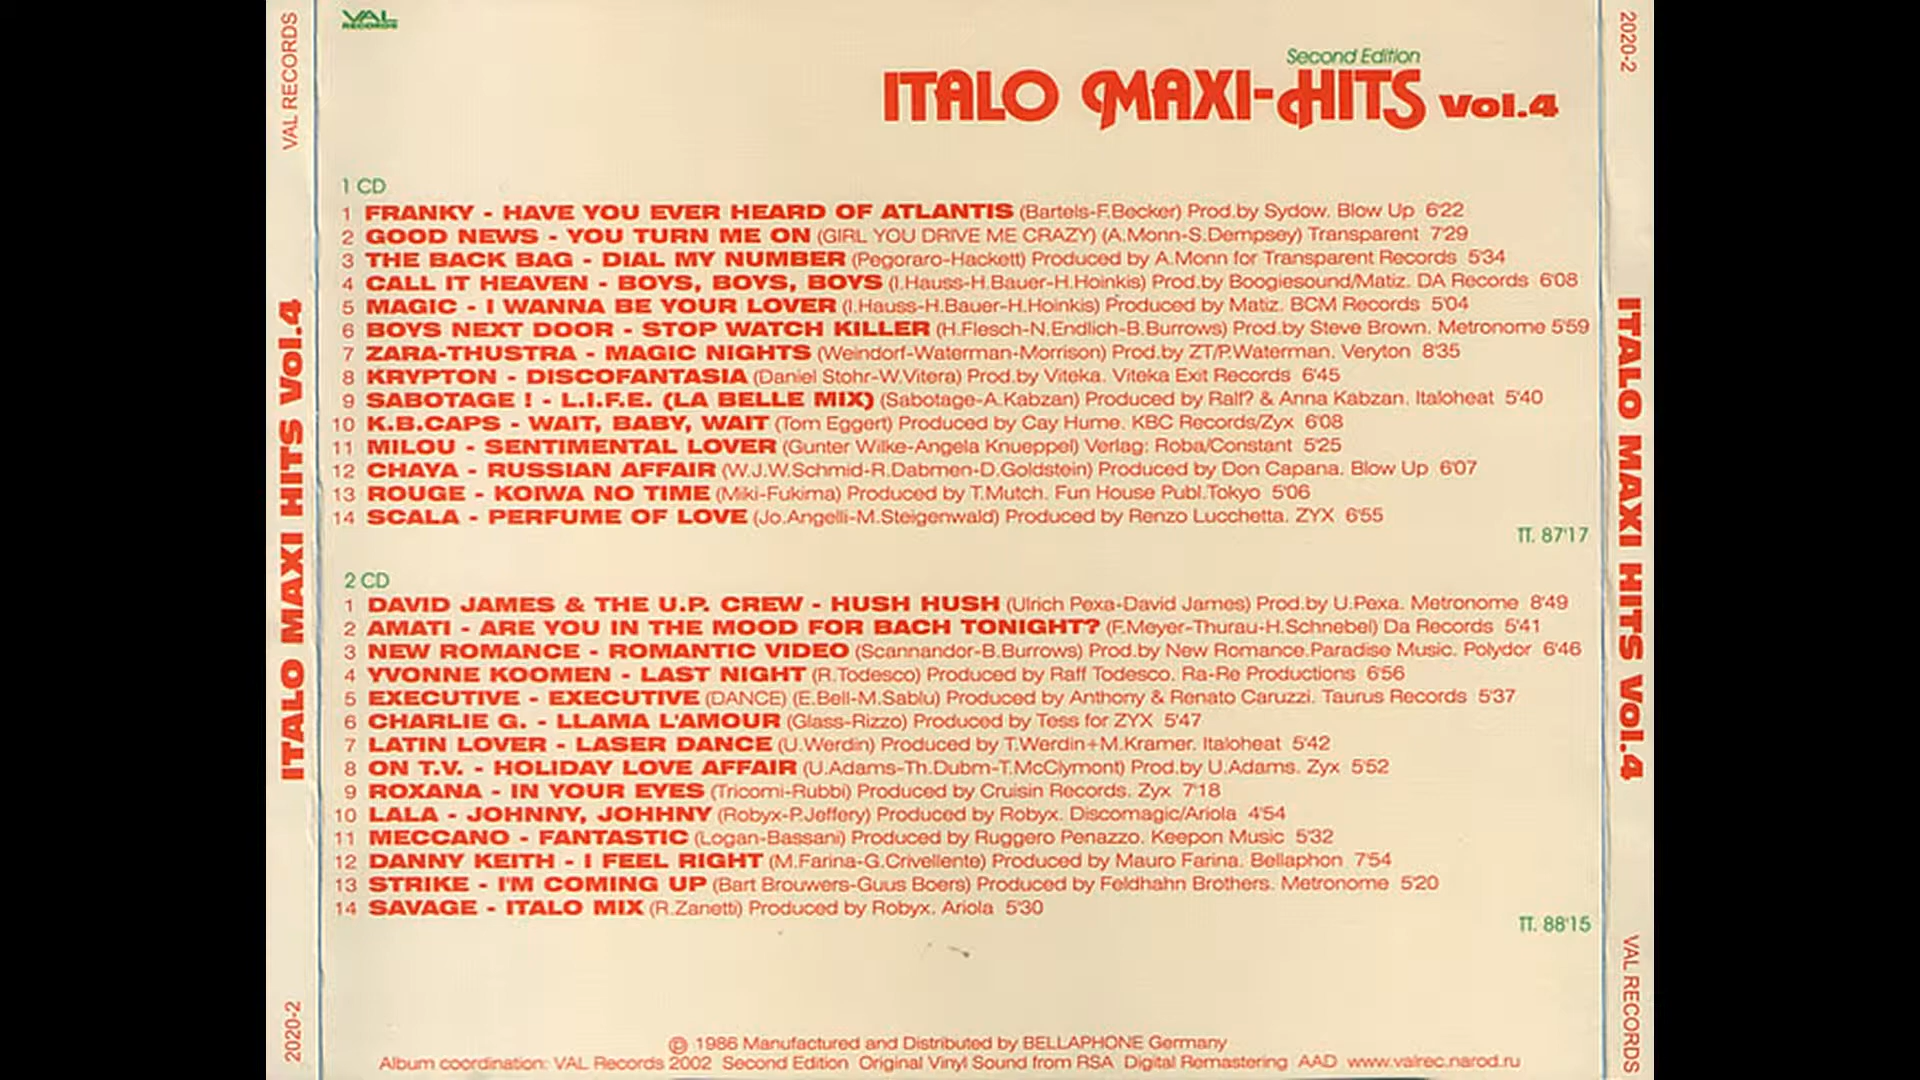 VAL RECORDS
VAL RECORDS
2020-2
Second Edition
ITALO MAXI-HITS Vol.4
1 CD
1 FRANKY - HAVE YOU EVER HEARD OF ATLANTIS (Bartels-F.Becker) Prod.by Sydow. Blow Up 6'22
2 GOOD NEWS - YOU TURN ME ON (GIRL YOU DRIVE ME CRAZY) (A.Monn-S.Dempsey) Transparent 7'29
3 THE BACK BAG - DIAL MY NUMBER (Pegoraro-Hackett) Produced by A.Monn for Transparent Records 5'34
4 CALL IT HEAVEN - BOYS, BOYS, BOYS (I.Hauss-H.Bauer-H.Hoinkis) Prod.by Boogiesound/Matiz. DA Records 6'08
5 MAGIC - I WANNA BE YOUR LOVER (I.Hauss-H.Bauer-H.Hoinkis) Produced by Matiz. BCM Records 5'04
6 BOYS NEXT DOOR - STOP WATCH KILLER (H.Flesch-N.Endlich-B.Burrows) Prod.by Steve Brown. Metronome 5'59
7 ZARA-THUSTRA - MAGIC NIGHTS (Weindorf-Waterman-Morrison) Prod.by ZT/P.Waterman. Veryton 8'35
8 KRYPTON - DISCOFANTASIA (Daniel Stohr-W.Vitera) Prod.by Viteka. Viteka Exit Records 6'45
9 SABOTAGE ! - L.I.F.E. (LA BELLE MIX) (Sabotage-A.Kabzan) Produced by Ralf? & Anna Kabzan. Italoheat 5'40
10 K.B.CAPS - WAIT, BABY, WAIT (Tom Eggert) Produced by Cay Hume. KBC Records/Zyx 6'08
11 MILOU - SENTIMENTAL LOVER (Gunter Wilke-Angela Knueppel) Verlag: Roba/Constant 5'25
12 CHAYA - RUSSIAN AFFAIR (W.J.W.Schmid-R.Dabmen-D.Goldstein) Produced by Don Capana. Blow Up 6'07
13 ROUGE - KOIWA NO TIME (Miki-Fukima) Produced by T.Mutch. Fun House Publ.Tokyo 5'06
14 SCALA - PERFUME OF LOVE (Jo.Angelli-M.Steigenwald) Produced by Renzo Lucchetta. ZYX 6'55
TT. 87'17
2 CD
1 DAVID JAMES & THE U.P. CREW - HUSH HUSH (Ulrich Pexa-David James) Prod.by U.Pexa. Metronome 8'49
2 AMATI - ARE YOU IN THE MOOD FOR BACH TONIGHT? (F.Meyer-Thurau-H.Schnebel) Da Records 5'41
3 NEW ROMANCE - ROMANTIC VIDEO (Scannandor-B.Burrows) Prod.by New Romance.Paradise Music. Polydor 6'46
4 YVONNE KOOMEN - LAST NIGHT (R.Todesco) Produced by Raff Todesco. Ra-Re Productions 6'56
5 EXECUTIVE - EXECUTIVE (DANCE) (E.Bell-M.Sablu) Produced by Anthony & Renato Caruzzi. Taurus Records 5'37
6 CHARLIE G. - LLAMA L'AMOUR (Glass-Rizzo) Produced by Tess for ZYX 5'47
7 LATIN LOVER - LASER DANCE (U.Werdin) Produced by T.Werdin+M.Kramer. Italoheat 5'42
8 ON T.V. - HOLIDAY LOVE AFFAIR (U.Adams-Th.Dubm-T.McClymont) Prod.by U.Adams. Zyx 5'52
9 ROXANA - IN YOUR EYES (Tricomi-Rubbi) Produced by Cruisin Records. Zyx 7'18
10 LALA - JOHNNY, JOHHNY (Robyx-P.Jeffery) Produced by Robyx. Discomagic/Ariola 4'54
11 MECCANO - FANTASTIC (Logan-Bassani) Produced by Ruggero Penazzo. Keepon Music 5'32
12 DANNY KEITH - I FEEL RIGHT (M.Farina-G.Crivellente) Produced by Mauro Farina. Bellaphon 7'54
13 STRIKE - I'M COMING UP (Bart Brouwers-Guus Boers) Produced by Feldhahn Brothers. Metronome 5'20
14 SAVAGE - ITALO MIX (R.Zanetti) Produced by Robyx. Ariola 5'30
TT. 88'15
ITALO MAXI HITS Vol.4
ITALO MAXI HITS Vol.4
2020-2
VAL RECORDS
℗ 1986 Manufactured and Distributed by BELLAPHONE Germany
Album coordination: VAL Records 2002 Second Edition Original Vinyl Sound from RSA Digital Remastering AAD www.valrec.narod.ru